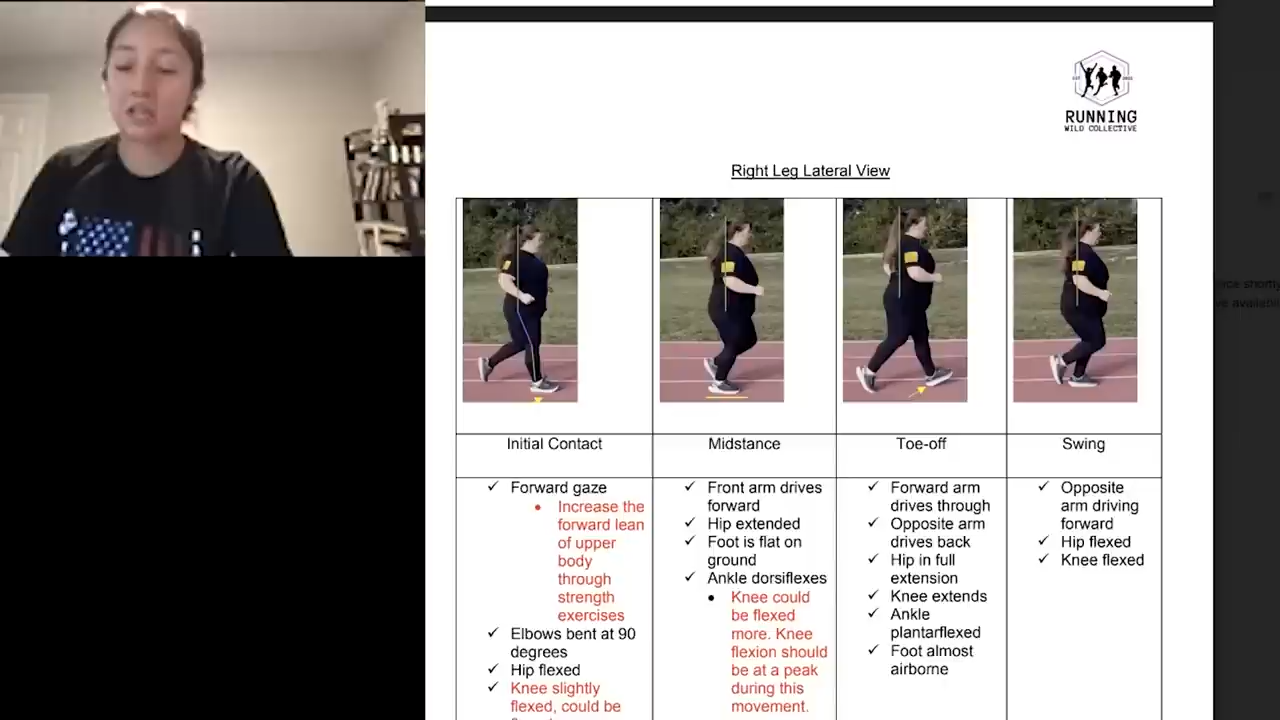 RUNNING
WILD COLLECTIVE
Right Leg Lateral View
Initial Contact
Midstance
Toe-off
Swing
✓ Forward gaze
• Increase the
forward lean
of upper
body
through
strength
exercises
✓ Elbows bent at 90
degrees
✓ Hip flexed
✓ Knee slightly
flexed, could be
✓ Front arm drives
forward
✓ Hip extended
✓ Foot is flat on
ground
✓ Ankle dorsiflexes
• Knee could
be flexed
more. Knee
flexion should
be at a peak
during this
movement.
✓ Forward arm
drives through
✓ Opposite arm
drives back
✓ Hip in full
extension
✓ Knee extends
✓ Ankle
plantarflexed
✓ Foot almost
airborne
✓ Opposite
arm driving
forward
✓ Hip flexed
✓ Knee flexed